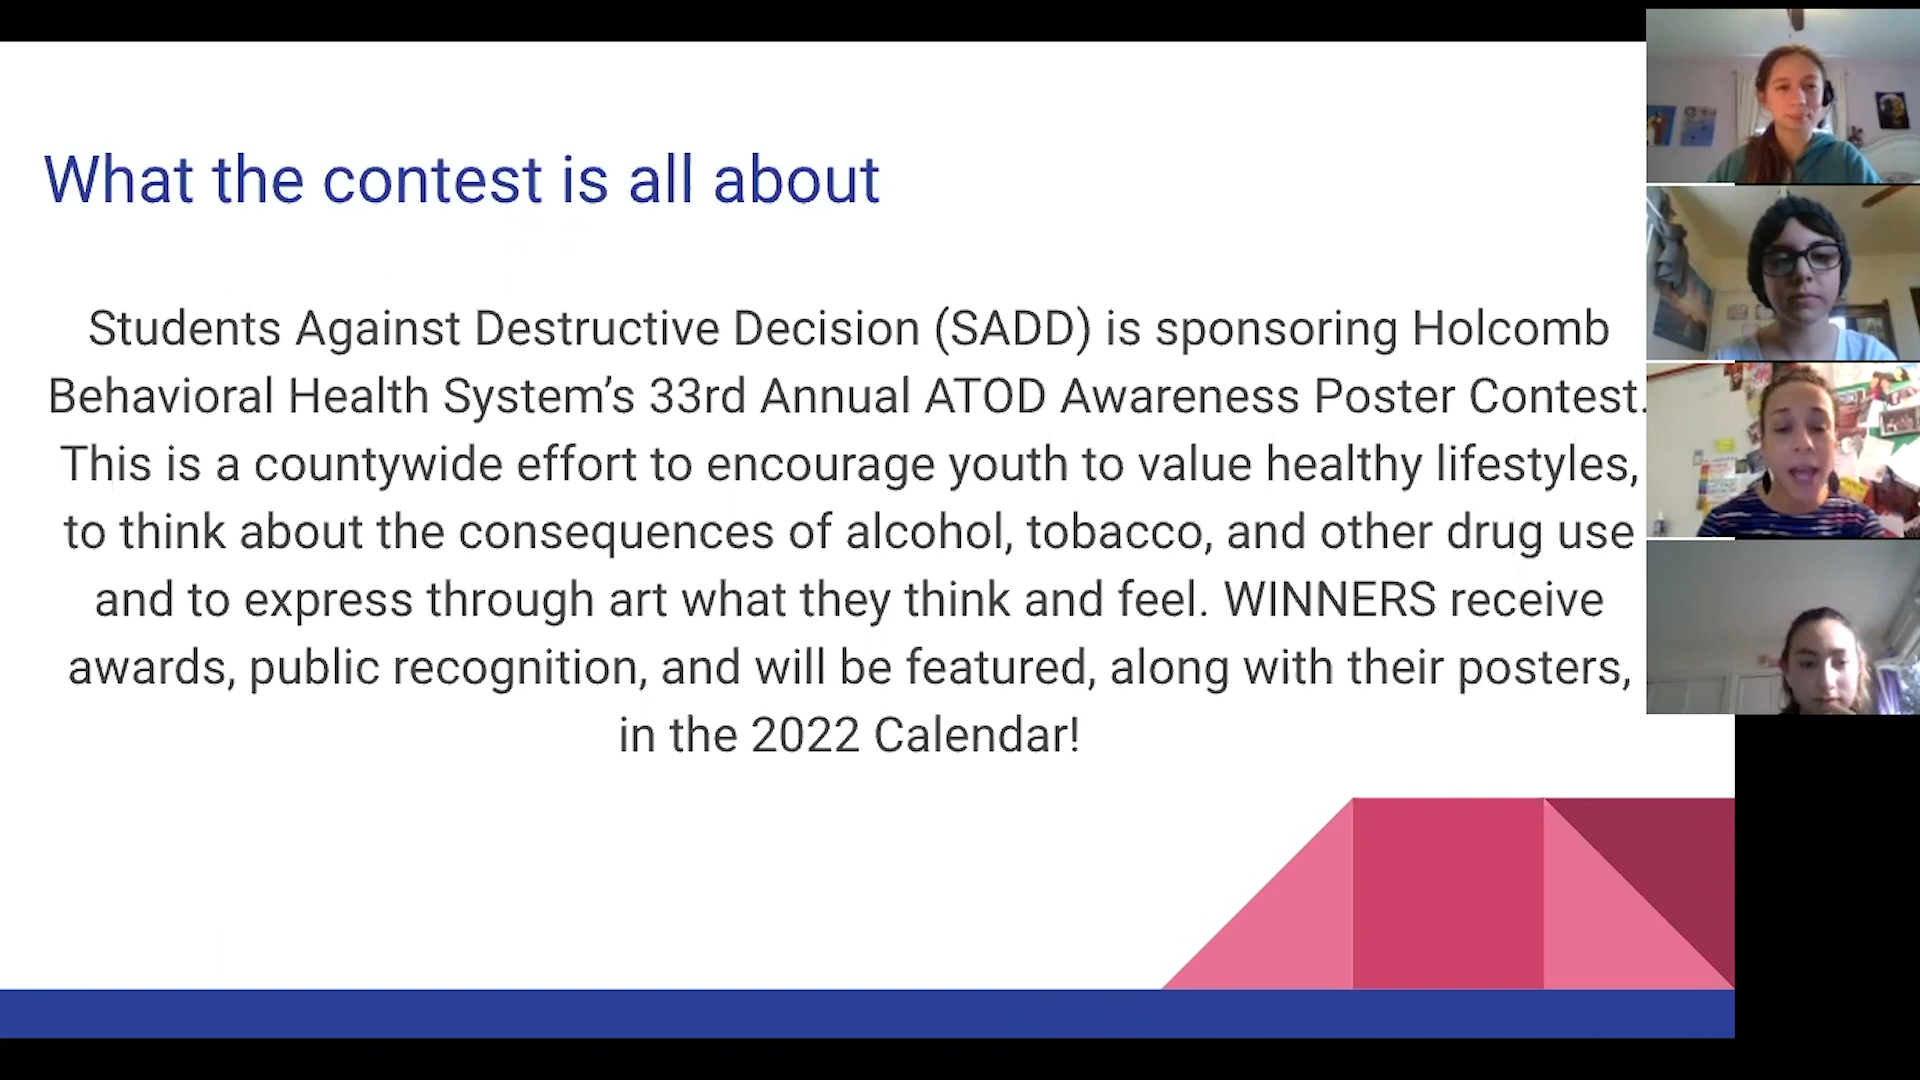 What the contest is all about
Students Against Destructive Decision (SADD) is sponsoring Holcomb
Behavioral Health System’s 33rd Annual ATOD Awareness Poster Contest.
This is a countywide effort to encourage youth to value healthy lifestyles,
to think about the consequences of alcohol, tobacco, and other drug use
and to express through art what they think and feel. WINNERS receive
awards, public recognition, and will be featured, along with their posters,
in the 2022 Calendar!